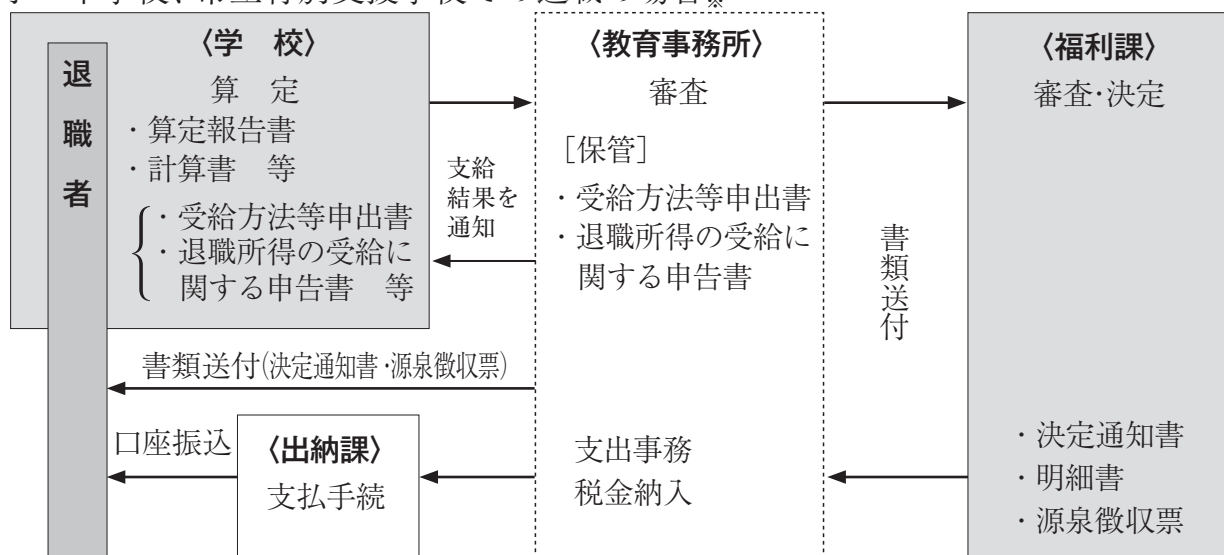 〈学　校〉
算　定
・算定報告書
・計算書　等
・受給方法等申出書
・退職所得の受給に
関する申告書　等
退職者
支給
結果を
通知
〈教育事務所〉
審査
［保管］
・受給方法等申出書
・退職所得の受給に
関する申告書
書類送付
〈福利課〉
審査・決定
書類送付(決定通知書・源泉徴収票)
口座振込
〈出納課〉
支払手続
支出事務
税金納入
・決定通知書
・明細書
・源泉徴収票